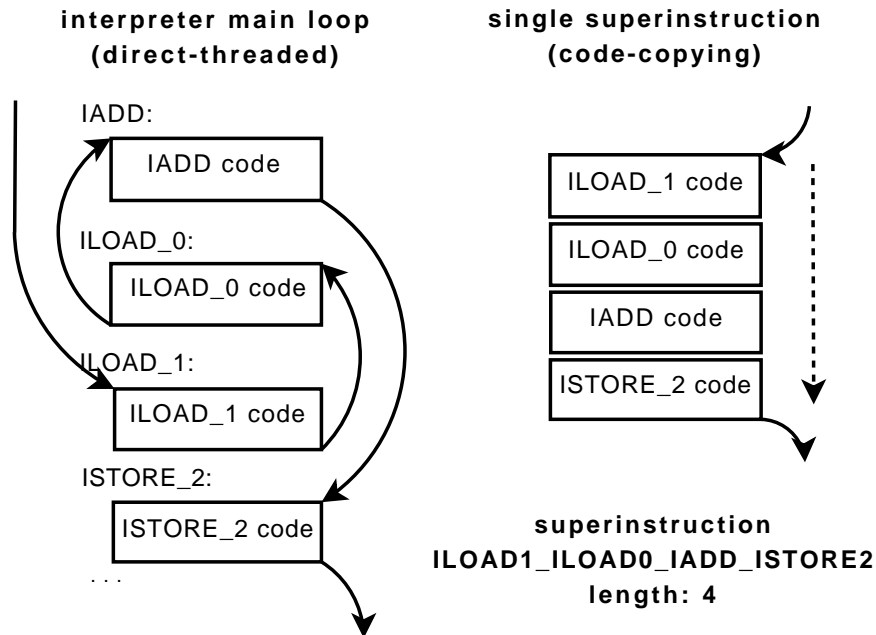 interpreter main loop
(direct-threaded)
IADD:
IADD code
ILOAD_0:
ILOAD_0 code
ILOAD_1:
ILOAD_1 code
ISTORE_2:
ISTORE_2 code
...
single superinstruction
(code-copying)
ILOAD_1 code
ILOAD_0 code
IADD code
ISTORE_2 code
superinstruction
ILOAD1_ILOAD0_IADD_ISTORE2
length: 4